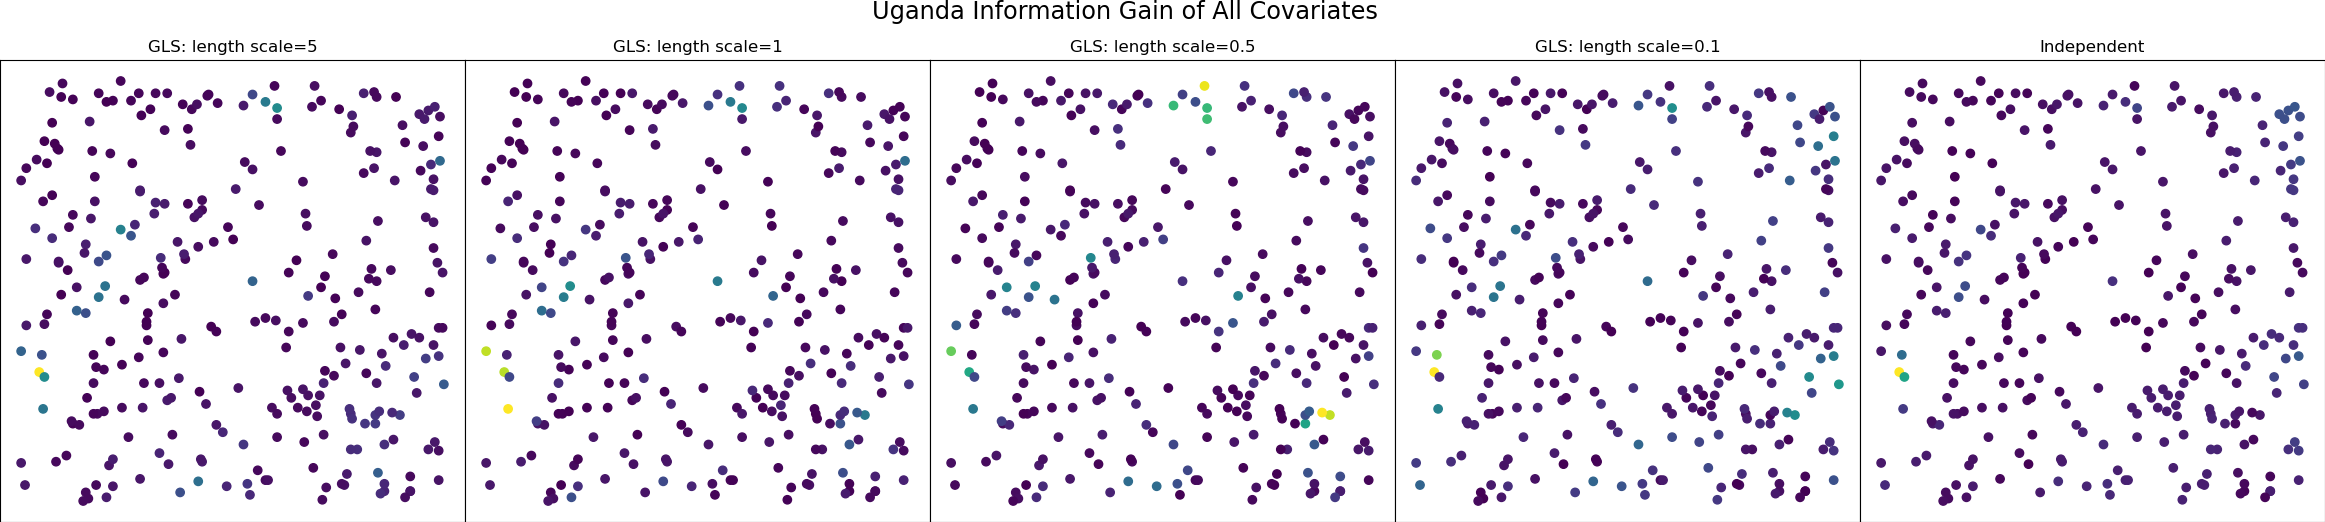 Uganda Information Gain of All Covariates
GLS: length scale=5
GLS: length scale=1
GLS: length scale=0.5
GLS: length scale=0.1
Independent